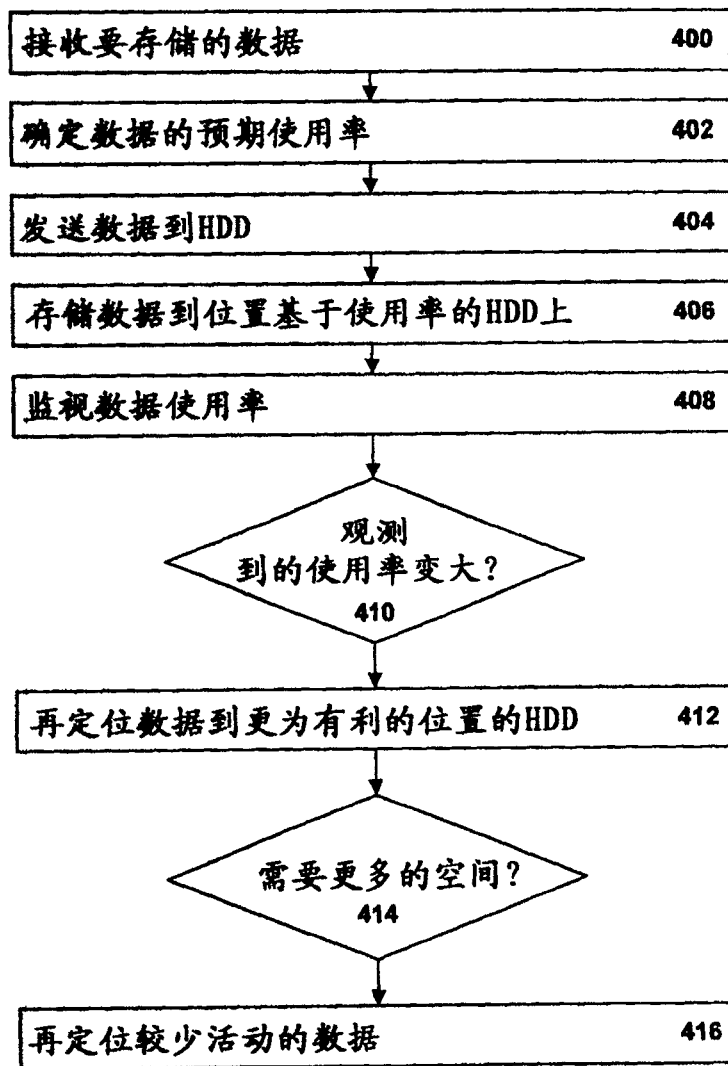 接收要存储的数据 400
确定数据的预期使用率 402
发送数据到HDD 404
存储数据到位置基于使用率的HDD上 406
监视数据使用率 408
观测
到的使用率变大?
410
再定位数据到更为有利的位置的HDD 412
需要更多的空间?
414
再定位较少活动的数据 416